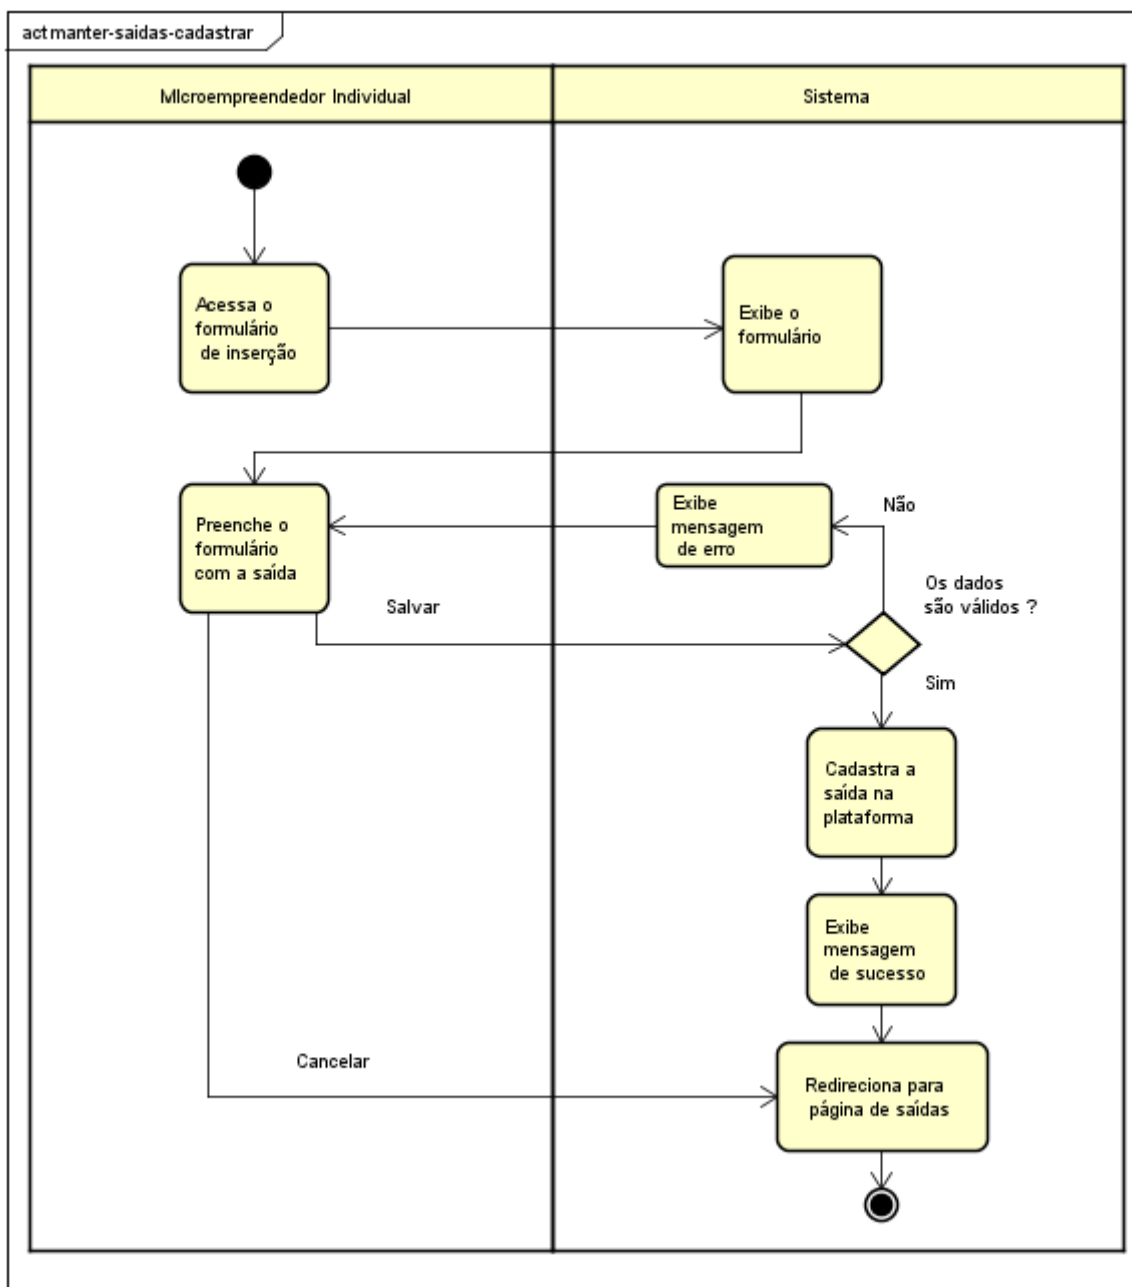 act manter-saidas-cadastrar
MIcroempreendedor Individual
Sistema
Acessa o
formulário
de inserção
Exibe o
formulário
Preenche o
formulário
com a saída
Exibe
mensagem
de erro
Não
Os dados
são válidos ?
Salvar
Sim
Cadastra a
saída na
plataforma
Exibe
mensagem
de sucesso
Cancelar
Redireciona para
página de saídas